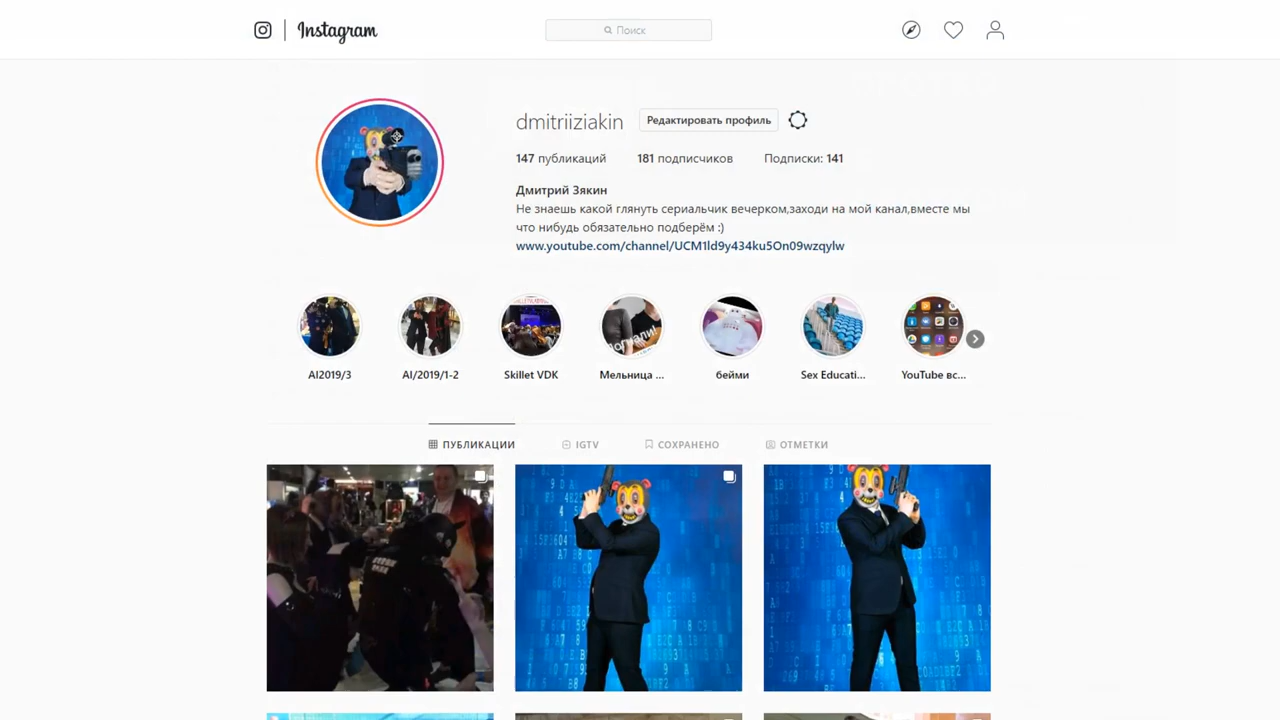 Instagram
Поиск
dmitriiziakin
Редактировать профиль
147 публикаций
181 подписчиков
Подписки: 141
Дмитрий Зякин
Не знаешь какой глянуть сериальчик вечерком,заходи на мой канал,вместе мы
что нибудь обязательно подберём :)
www.youtube.com/channel/UCM1ld9y434ku5On09wzqylw
AI2019/3
AI/2019/1-2
Skillet VDK
Мельница ...
бейми
Sex Educati...
YouTube вс...
ПУБЛИКАЦИИ
IGTV
СОХРАНЕНО
ОТМЕТКИ